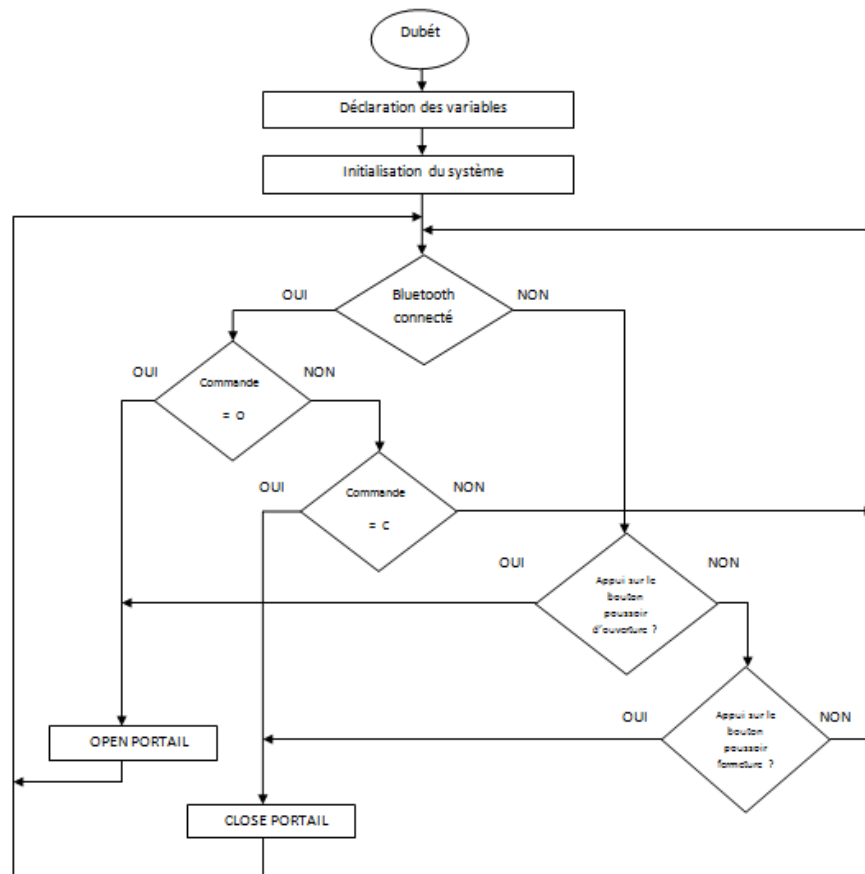 Dubét
Déclaration des variables
Initialisation du système
OUI
Bluetooth
connecté
NON
OUI
Commande
= O
NON
OUI
Commande
= C
NON
OUI
Appui sur le
bouton
poussoir
d'ouverture ?
NON
OUI
Appui sur le
bouton
poussoir
fermeture ?
NON
OPEN PORTAIL
CLOSE PORTAIL